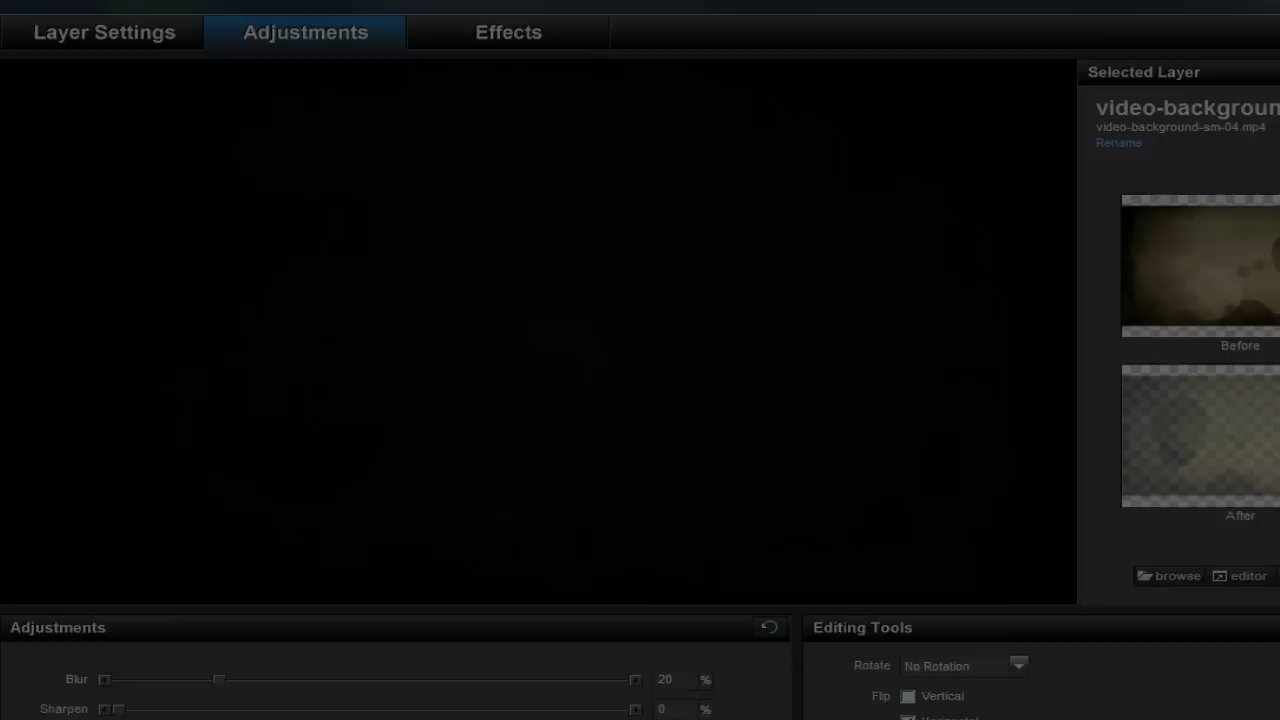 Layer Settings
Adjustments
Effects
Selected Layer
video-backgroun
video-background-sm-04.mp4
Rename
Before
After
browse
editor
Adjustments
Editing Tools
Blur
20
%
Rotate
No Rotation
Flip
Vertical
Sharpen
0
%
Horizontal